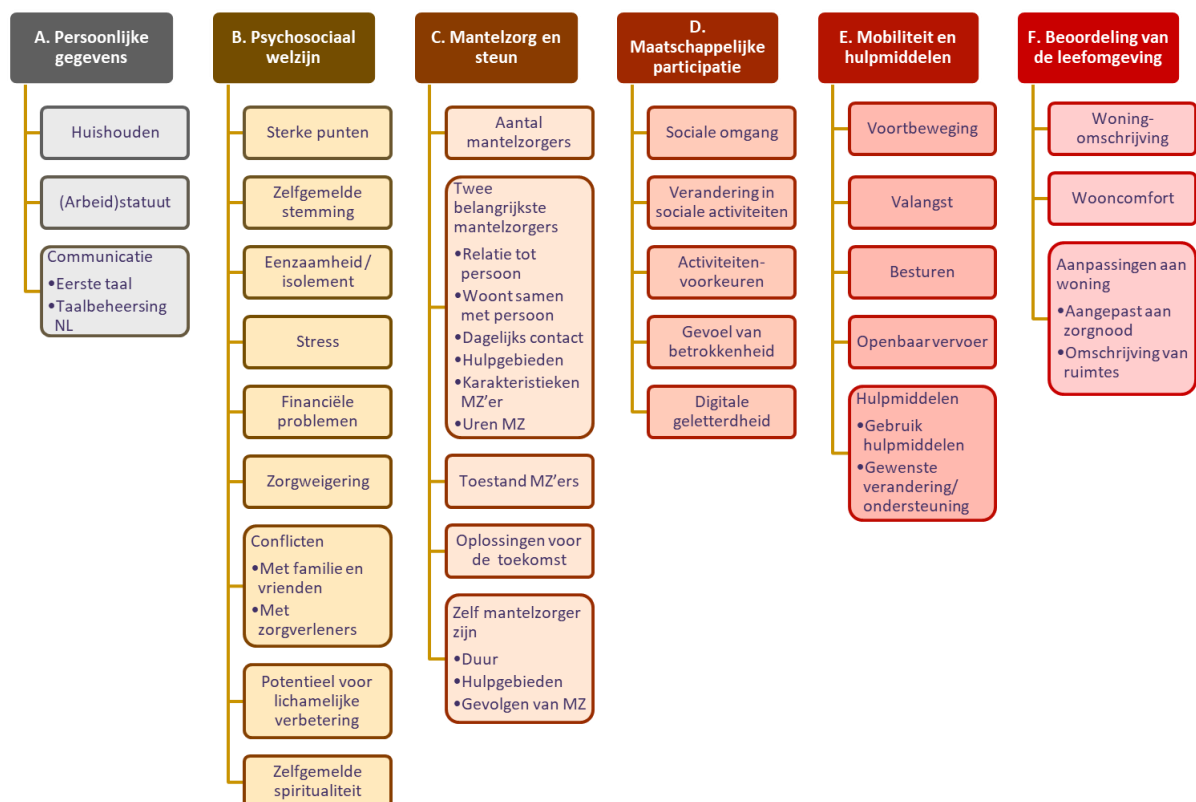 A. Persoonlijke
gegevens
Huishouden
(Arbeid)statuut
Communicatie
•Eerste taal
•Taalbeheersing
NL
B. Psychosociaal
welzijn
Sterke punten
Zelfgemelde
stemming
Eenzaamheid/
isolement
Stress
Financiële
problemen
Zorgweigering
Conflicten
•Met familie en
vrienden
•Met
zorgverleners
Potentieel voor
lichamelijke
verbetering
Zelfgemelde
spiritualiteit
C. Mantelzorg en
steun
Aantal
mantelzorgers
Twee
belangrijkste
mantelzorgers
•Relatie tot
persoon
•Woont samen
met persoon
•Dagelijks contact
•Hulpgebieden
•Karakteristieken
MZ'er
•Uren MZ
Toestand MZ'ers
Oplossingen voor
de toekomst
Zelf mantelzorger
zijn
•Duur
•Hulpgebieden
•Gevolgen van MZ
D.
Maatschappelijke
participatie
Sociale omgang
Verandering in
sociale activiteiten
Activiteiten-
voorkeuren
Gevoel van
betrokkenheid
Digitale
geletterdheid
E. Mobiliteit en
hulpmiddelen
Voortbeweging
Valangst
Besturen
Openbaar vervoer
Hulpmiddelen
•Gebruik
hulpmiddelen
•Gewenste
verandering/
ondersteuning
F. Beoordeling van
de leefomgeving
Woning-
omschrijving
Wooncomfort
Aanpassingen aan
woning
•Aangepast aan
zorgnood
•Omschrijving van
ruimtes